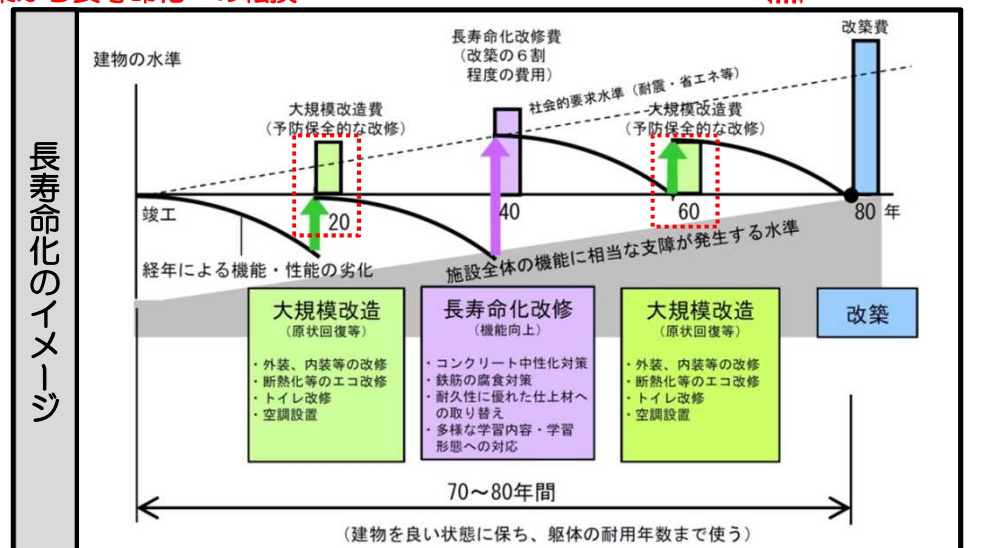 から長寿命化への転換
長寿命化のイメージ
建物の水準
改築費
長寿命化改修費
(改築の6割
程度の費用)
社会的要求水準(耐震・省エネ等)
大規模改造費
(予防保全的な改修)
大規模改造費
(予防保全的な改修)
竣工
20
40
60
80 年
経年による機能・性能の劣化
施設全体の機能に相当な支障が発生する水準
大規模改造
(原状回復等)
・外装、内装等の改修
・断熱化等のエコ改修
・トイレ改修
・空調設置
長寿命化改修
(機能向上)
・コンクリート中性化対策
・鉄筋の腐食対策
・耐久性に優れた仕上材へ
の取り替え
・多様な学習内容・学習
形態への対応
大規模改造
(原状回復等)
・外装、内装等の改修
・断熱化等のエコ改修
・トイレ改修
・空調設置
改築
70~80年間
(建物を良い状態に保ち、躯体の耐用年数まで使う)